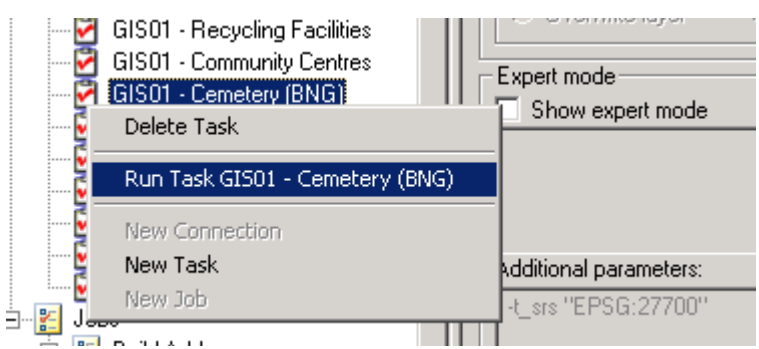 GIS01 - Recycling Facilities
GIS01 - Community Centres
GIS01 - Cemetery (BNG)
Delete Task
Run Task GIS01 - Cemetery (BNG)
New Connection
New Task
New Job
Expert mode
Show expert mode
Additional parameters:
-t_srs "EPSG:27700"